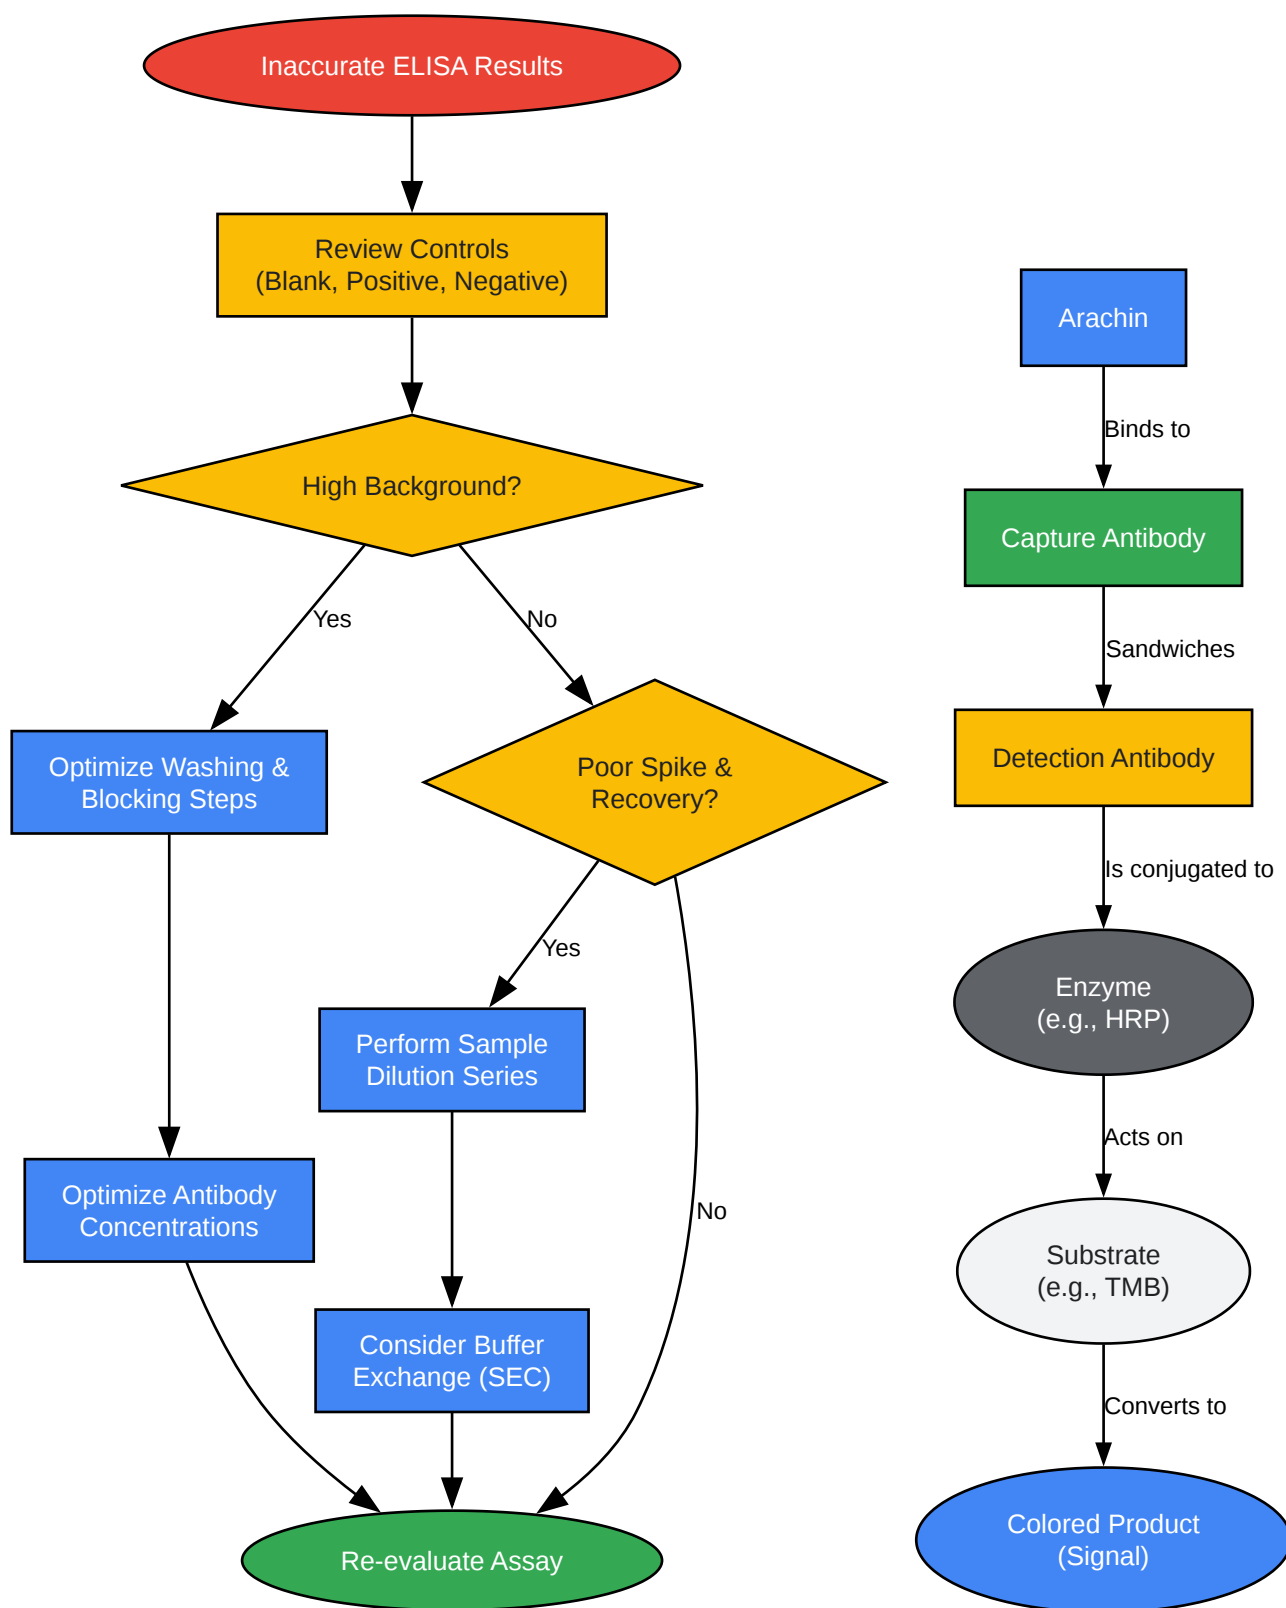 Inaccurate ELISA Results
Review Controls
(Blank, Positive, Negative)
High Background?
Yes
No
Optimize Washing &
Blocking Steps
Poor Spike &
Recovery?
Yes
Perform Sample
Dilution Series
Optimize Antibody
Concentrations
No
Consider Buffer
Exchange (SEC)
Re-evaluate Assay
Arachin
Binds to
Capture Antibody
Sandwiches
Detection Antibody
Is conjugated to
Enzyme
(e.g., HRP)
Acts on
Substrate
(e.g., TMB)
Converts to
Colored Product
(Signal)